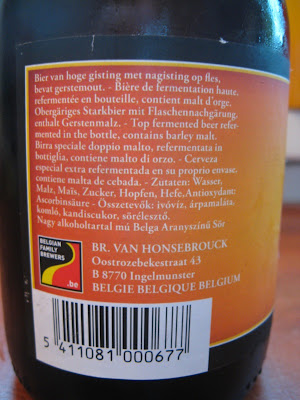 Bier van hoge gisting met nagisting op fles,
bevat gerstemout. - Bière de fermentation haute,
refermentée en bouteille, contient malt d'orge.
Obergäriges Starkbier mit Flaschennachgärung,
enthält Gerstenmalz. - Top fermented beer refer-
mented in the bottle, contains barley malt.
Birra speciale doppio malto, refermentata in
bottiglia, contiene malto di orzo. - Cerveza
especial extra refermentada en su proprio envase,
contiene malta de cebada. - Zutaten: Wasser,
Malz, Maïs, Zucker, Hopfen, Hefe, Antioxydant:
Ascorbinsäure - Összetevők: ivóvíz, árpamaláta,
komló, kandiscukor, sörélesztő.
Nagy alkoholtartal mú Belga Aranyszínű Sör
BELGIAN
FAMILY
BREWERS
.be
BR. VAN HONSEBROUCK
Oostrozebekestraat 43
B 8770 Ingelmunster
BELGIE BELGIQUE BELGIUM
5 411081 000677